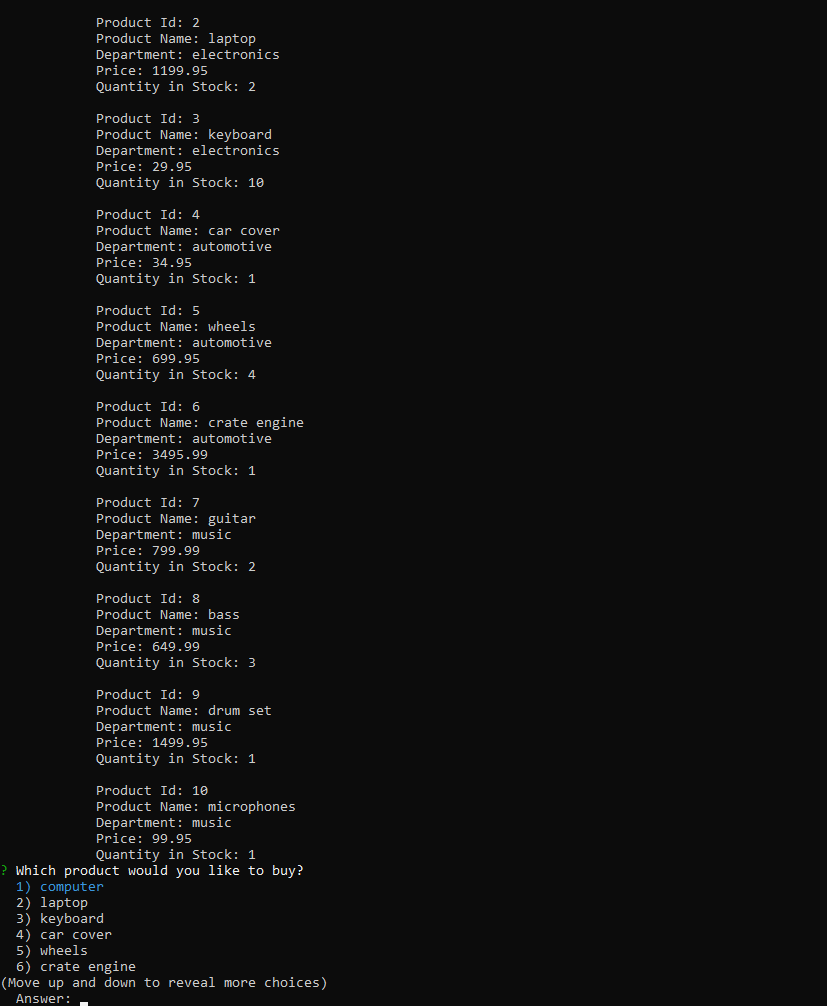 Product Id: 2
Product Name: laptop
Department: electronics
Price: 1199.95
Quantity in Stock: 2
Product Id: 3
Product Name: keyboard
Department: electronics
Price: 29.95
Quantity in Stock: 10
Product Id: 4
Product Name: car cover
Department: automotive
Price: 34.95
Quantity in Stock: 1
Product Id: 5
Product Name: wheels
Department: automotive
Price: 699.95
Quantity in Stock: 4
Product Id: 6
Product Name: crate engine
Department: automotive
Price: 3495.99
Quantity in Stock: 1
Product Id: 7
Product Name: guitar
Department: music
Price: 799.99
Quantity in Stock: 2
Product Id: 8
Product Name: bass
Department: music
Price: 649.99
Quantity in Stock: 3
Product Id: 9
Product Name: drum set
Department: music
Price: 1499.95
Quantity in Stock: 1
Product Id: 10
Product Name: microphones
Department: music
Price: 99.95
Quantity in Stock: 1
? Which product would you like to buy?
1) computer
2) laptop
3) keyboard
4) car cover
5) wheels
6) crate engine
(Move up and down to reveal more choices)
Answer: